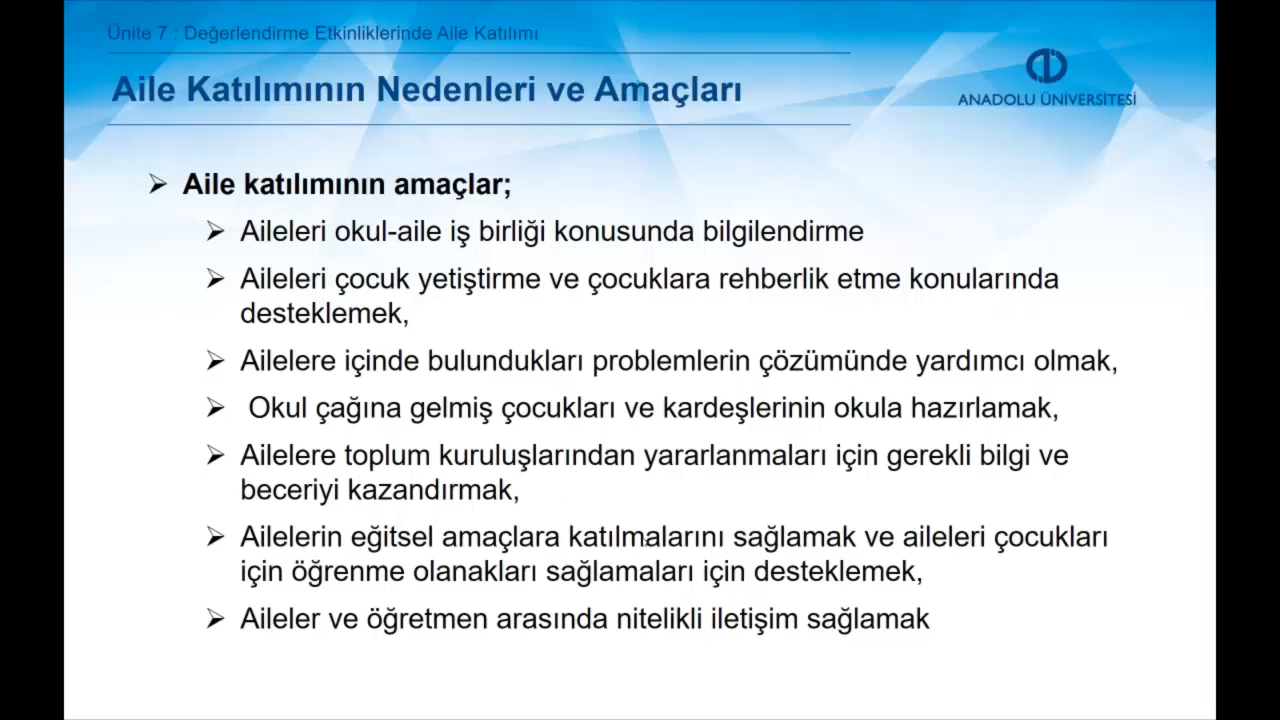 Ünite 7 : Değerlendirme Etkinliklerinde Aile Katılımı
Aile Katılımının Nedenleri ve Amaçları
ANADOLU ÜNİVERSİTESİ
➢ Aile katılımının amaçlar;
➢ Aileleri okul-aile iş birliği konusunda bilgilendirme
➢ Aileleri çocuk yetiştirme ve çocuklara rehberlik etme konularında
desteklemek,
➢ Ailelere içinde bulundukları problemlerin çözümünde yardımcı olmak,
➢ Okul çağına gelmiş çocukları ve kardeşlerinin okula hazırlamak,
➢ Ailelere toplum kuruluşlarından yararlanmaları için gerekli bilgi ve
beceriyi kazandırmak,
➢ Ailelerin eğitsel amaçlara katılmalarını sağlamak ve aileleri çocukları
için öğrenme olanakları sağlamaları için desteklemek,
➢ Aileler ve öğretmen arasında nitelikli iletişim sağlamak